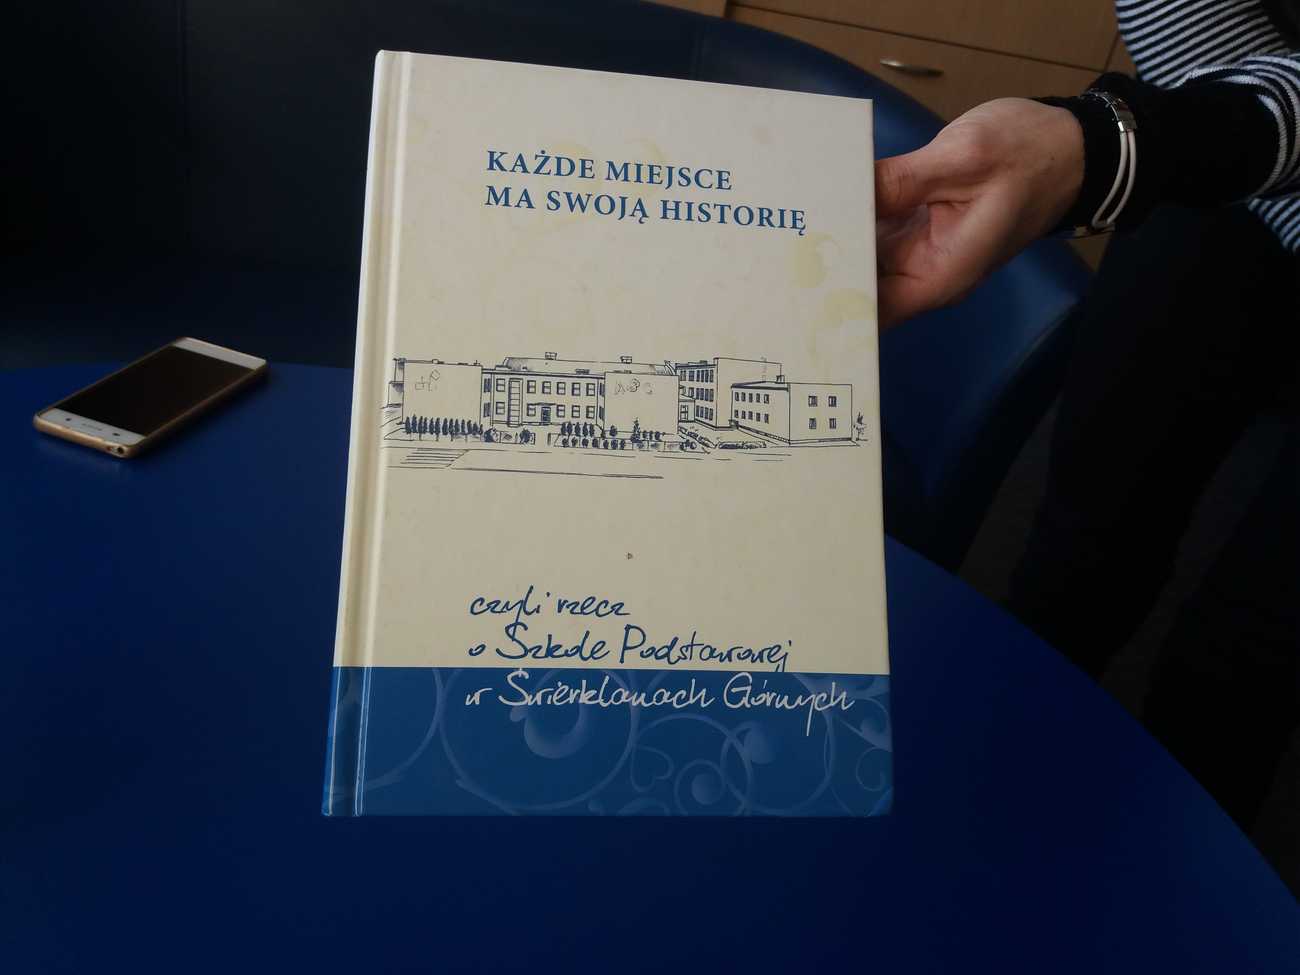 KAŻDE MIEJSCE
MA SWOJĄ HISTORIĘ
czyli rzecz
o Szkole Podstawowej
w Świerklanach Górnych